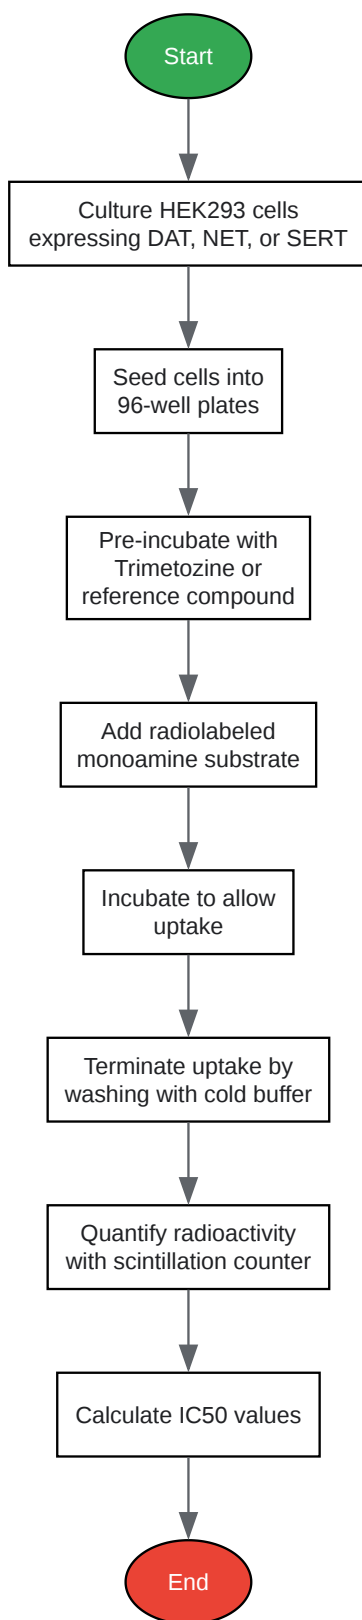 Start
Culture HEK293 cells
expressing DAT, NET, or SERT
Seed cells into
96-well plates
Pre-incubate with
Trimetozine or
reference compound
Add radiolabeled
monoamine substrate
Incubate to allow
uptake
Terminate uptake by
washing with cold buffer
Quantify radioactivity
with scintillation counter
Calculate IC50 values
End